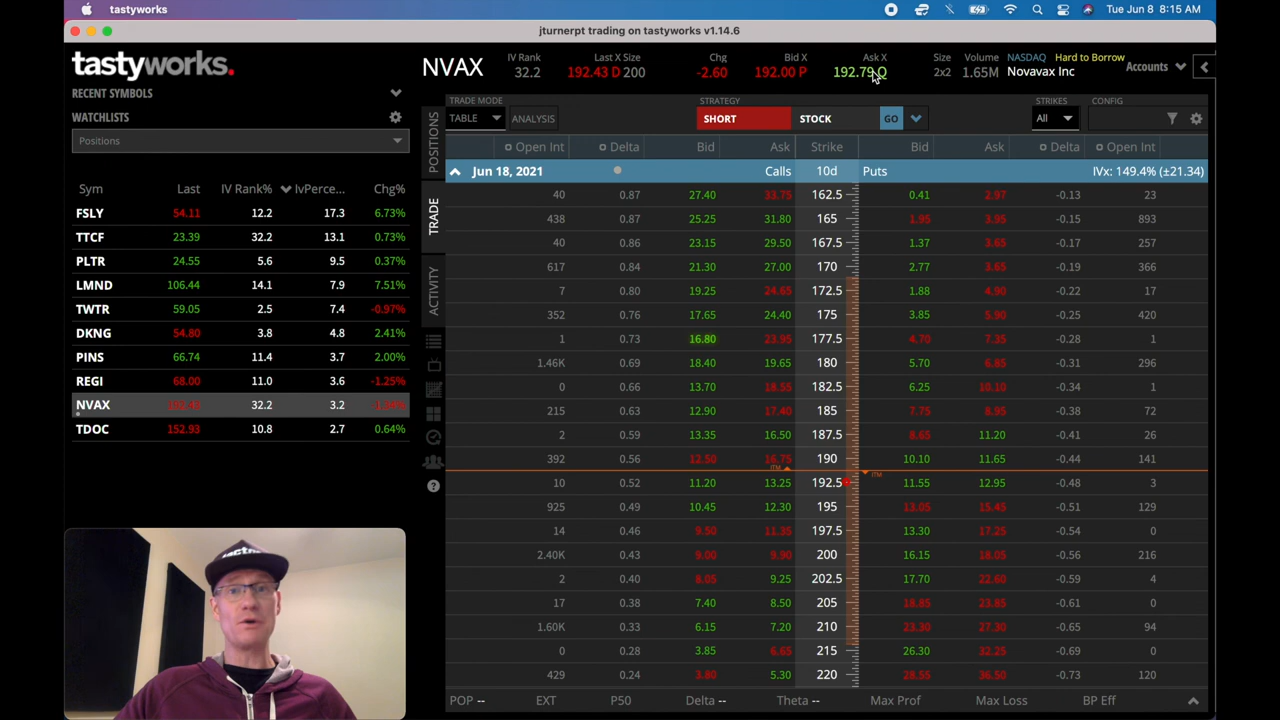 tastyworks
Tue Jun 8 8:15 AM
jturnerpt trading on tastyworks v1.14.6
tastyworks.
RECENT SYMBOLS
WATCHLISTS
Positions
Sym Last IV Rank% IvPerce... Chg%
FSLY 54.11 12.2 17.3 6.73%
TTCF 23.39 32.2 13.1 0.73%
PLTR 24.55 5.6 9.5 0.37%
LMND 106.44 14.1 7.9 7.51%
TWTR 59.05 2.5 7.4 -0.97%
DKNG 54.80 3.8 4.8 2.41%
PINS 66.74 11.4 3.7 2.00%
REGI 68.00 11.0 3.6 -1.25%
NVAX 192.43 32.2 3.2 -1.34%
TDOC 152.93 10.8 2.7 0.64%
NVAX
IV Rank Last X Size Chg Bid X Ask X Size Volume NASDAQ Hard to Borrow
32.2 192.43 D 200 -2.60 192.00 P 192.79 Q 2x2 1.65M Novavax Inc
Accounts
TRADE MODE STRATEGY STRIKES CONFIG
TABLE ANALYSIS SHORT STOCK GO All
POSITIONS
TRADE
ACTIVITY
Open Int Delta Bid Ask Strike Bid Ask Delta Open Int
Jun 18, 2021 Calls 10d Puts IVx: 149.4% (±21.34)
40 0.87 27.40 33.75 162.5 0.41 2.97 -0.13 23
438 0.87 25.25 31.80 165 1.95 3.95 -0.15 893
40 0.86 23.15 29.50 167.5 1.37 3.65 -0.17 257
617 0.84 21.30 27.00 170 2.77 3.65 -0.19 366
7 0.80 19.25 24.65 172.5 1.88 4.90 -0.22 17
352 0.76 17.65 24.40 175 3.85 5.90 -0.25 420
1 0.73 16.80 23.95 177.5 4.70 7.35 -0.28 1
1.46K 0.69 18.40 19.65 180 5.70 6.85 -0.31 296
0 0.66 13.70 18.55 182.5 6.25 10.10 -0.34 1
215 0.63 12.90 17.40 185 7.75 8.95 -0.38 72
2 0.59 13.35 16.50 187.5 8.65 11.20 -0.41 26
392 0.56 12.50 16.75 190 10.10 11.65 -0.44 141
ITM ITM
10 0.52 11.20 13.25 192.5 11.55 12.95 -0.48 3
925 0.49 10.45 12.30 195 13.05 15.45 -0.51 129
14 0.46 9.50 11.35 197.5 13.30 17.25 -0.54 0
2.40K 0.43 9.00 9.90 200 16.15 18.05 -0.56 216
2 0.40 8.05 9.25 202.5 17.70 22.60 -0.59 4
17 0.38 7.40 8.50 205 18.85 23.85 -0.61 0
1.60K 0.33 6.15 7.20 210 23.30 27.30 -0.65 94
0 0.28 3.85 6.65 215 26.30 32.25 -0.69 0
429 0.24 3.80 5.30 220 28.55 36.50 -0.73 120
POP -- EXT P50 Delta -- Theta -- Max Prof Max Loss BP Eff